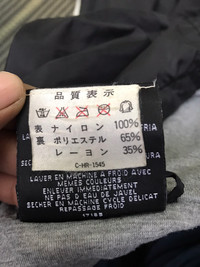 品質表示
表 ナイロン 100%
裏 ポリエステル 65%
レーヨン 35%
C-HR-1545
LAVER EN MACHINE A FROID AVEC
MEMES COULEURS
ENLEVER IMMEDIATEMENT
NE PAS D'EAU DE JAVEL
SECHER EN MACHINE CYCLE DELICAT
REPASSAGE FROID